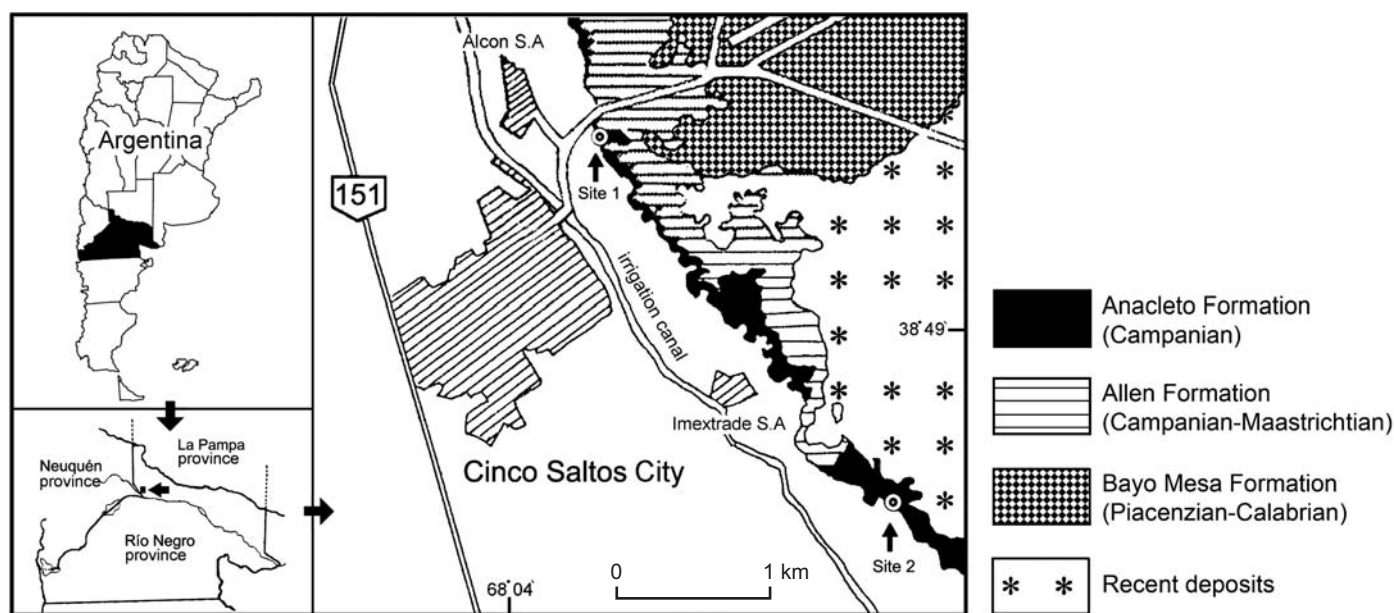 Argentina
La Pampa
province
Neuquén
province
Río Negro
province
Alcon S.A
151
Site 1
irrigation canal
38° 49
Imextrade S.A
Cinco Saltos City
Site 2
68° 04
0 1 km
Anacleto Formation
(Campanian)
Allen Formation
(Campanian-Maastrichtian)
Bayo Mesa Formation
(Piacenzian-Calabrian)
Recent deposits